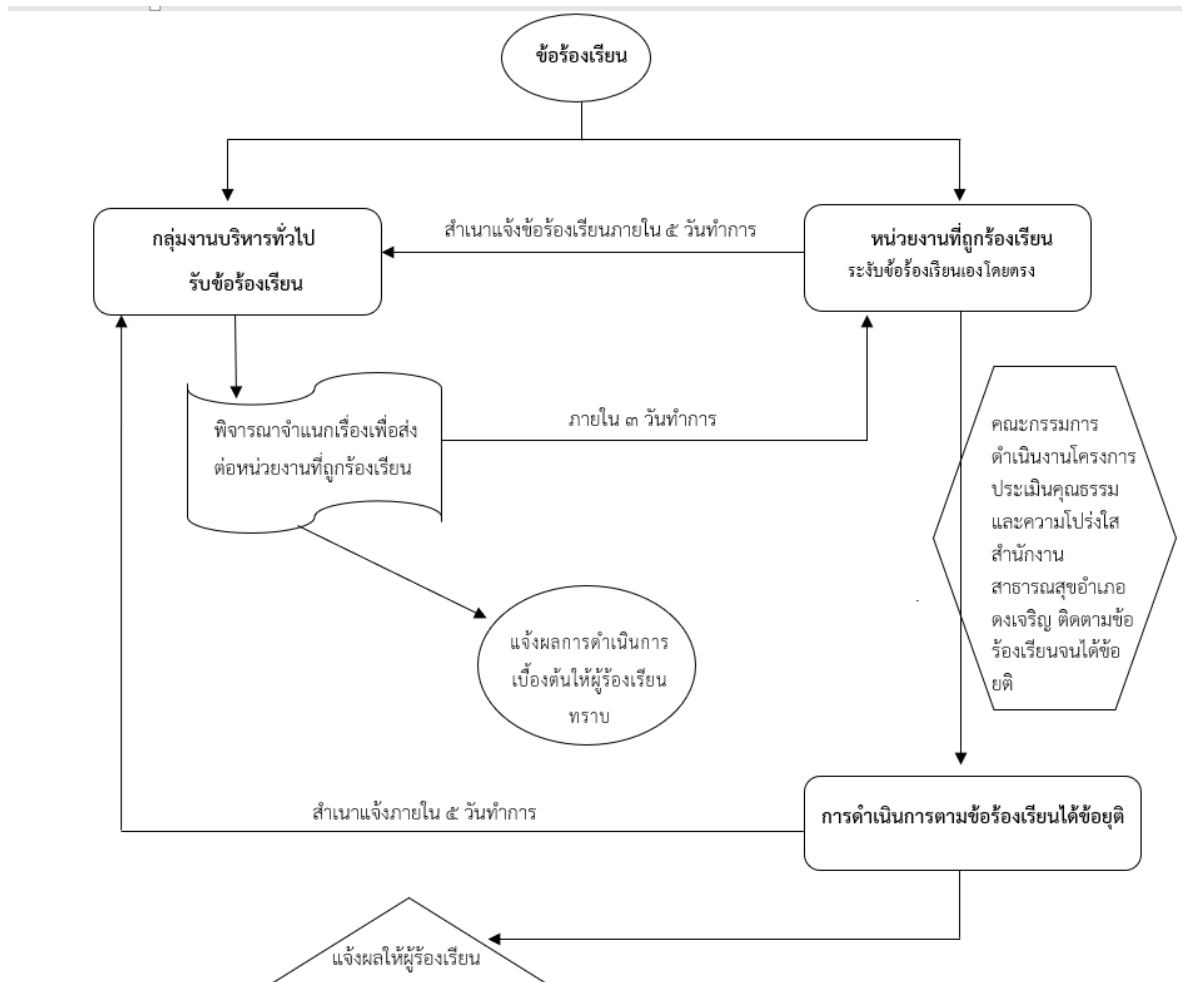 ข้อร้องเรียน
กลุ่มงานบริหารทั่วไป
รับข้อร้องเรียน
สำเนาแจ้งข้อร้องเรียนภายใน ๕ วันทำการ
หน่วยงานที่ถูกร้องเรียน
ระงับข้อร้องเรียนเองโดยตรง
พิจารณาจำแนกเรื่องเพื่อส่ง
ต่อหน่วยงานที่ถูกร้องเรียน
ภายใน ๓ วันทำการ
คณะกรรมการ
ดำเนินงานโครงการ
ประเมินคุณธรรม
และความโปร่งใส
สำนักงาน
สาธารณสุขอำเภอ
ดงเจริญ ติดตามข้อ
ร้องเรียนจนได้ข้อ
ยติ
แจ้งผลการดำเนินการ
เบื้องต้นให้ผู้ร้องเรียน
ทราบ
สำเนาแจ้งภายใน ๕ วันทำการ
การดำเนินการตามข้อร้องเรียนได้ข้อยุติ
แจ้งผลให้ผู้ร้องเรียน